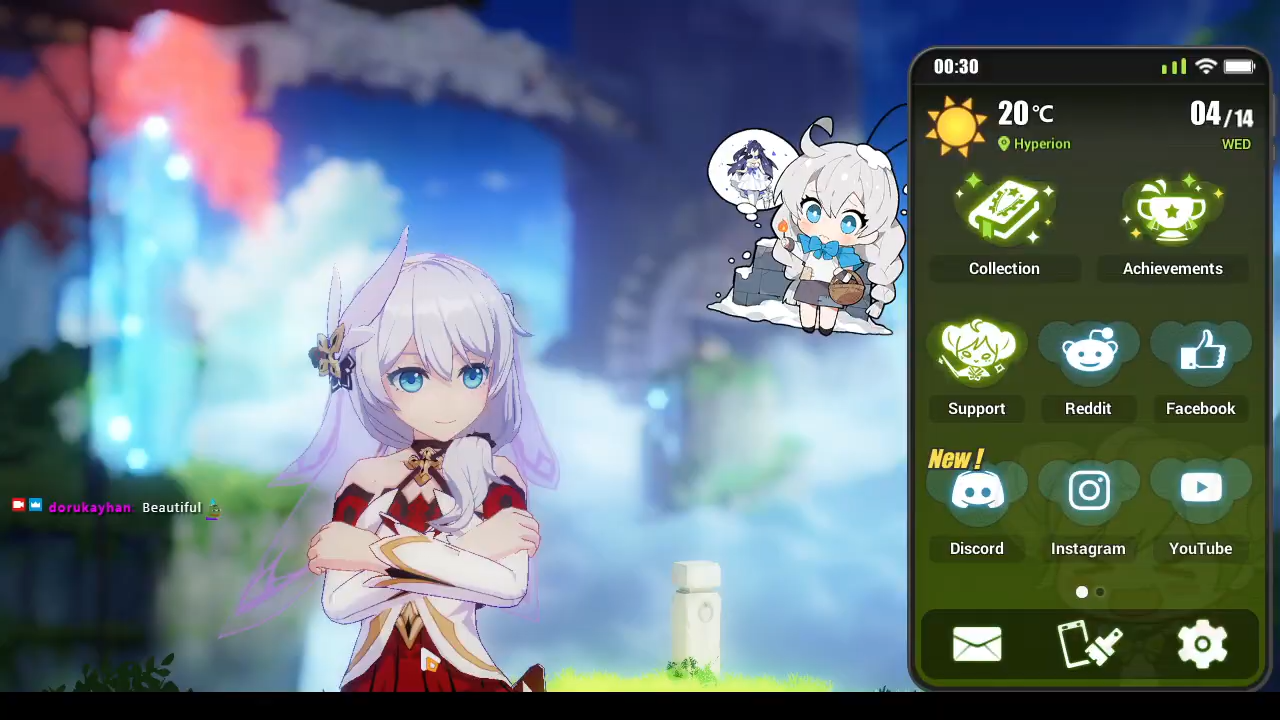 00:30
20°C
04/14
Hyperion
WED
Collection
Achievements
Support
Reddit
Facebook
New!
Discord
Instagram
YouTube
dorukayhan: Beautiful